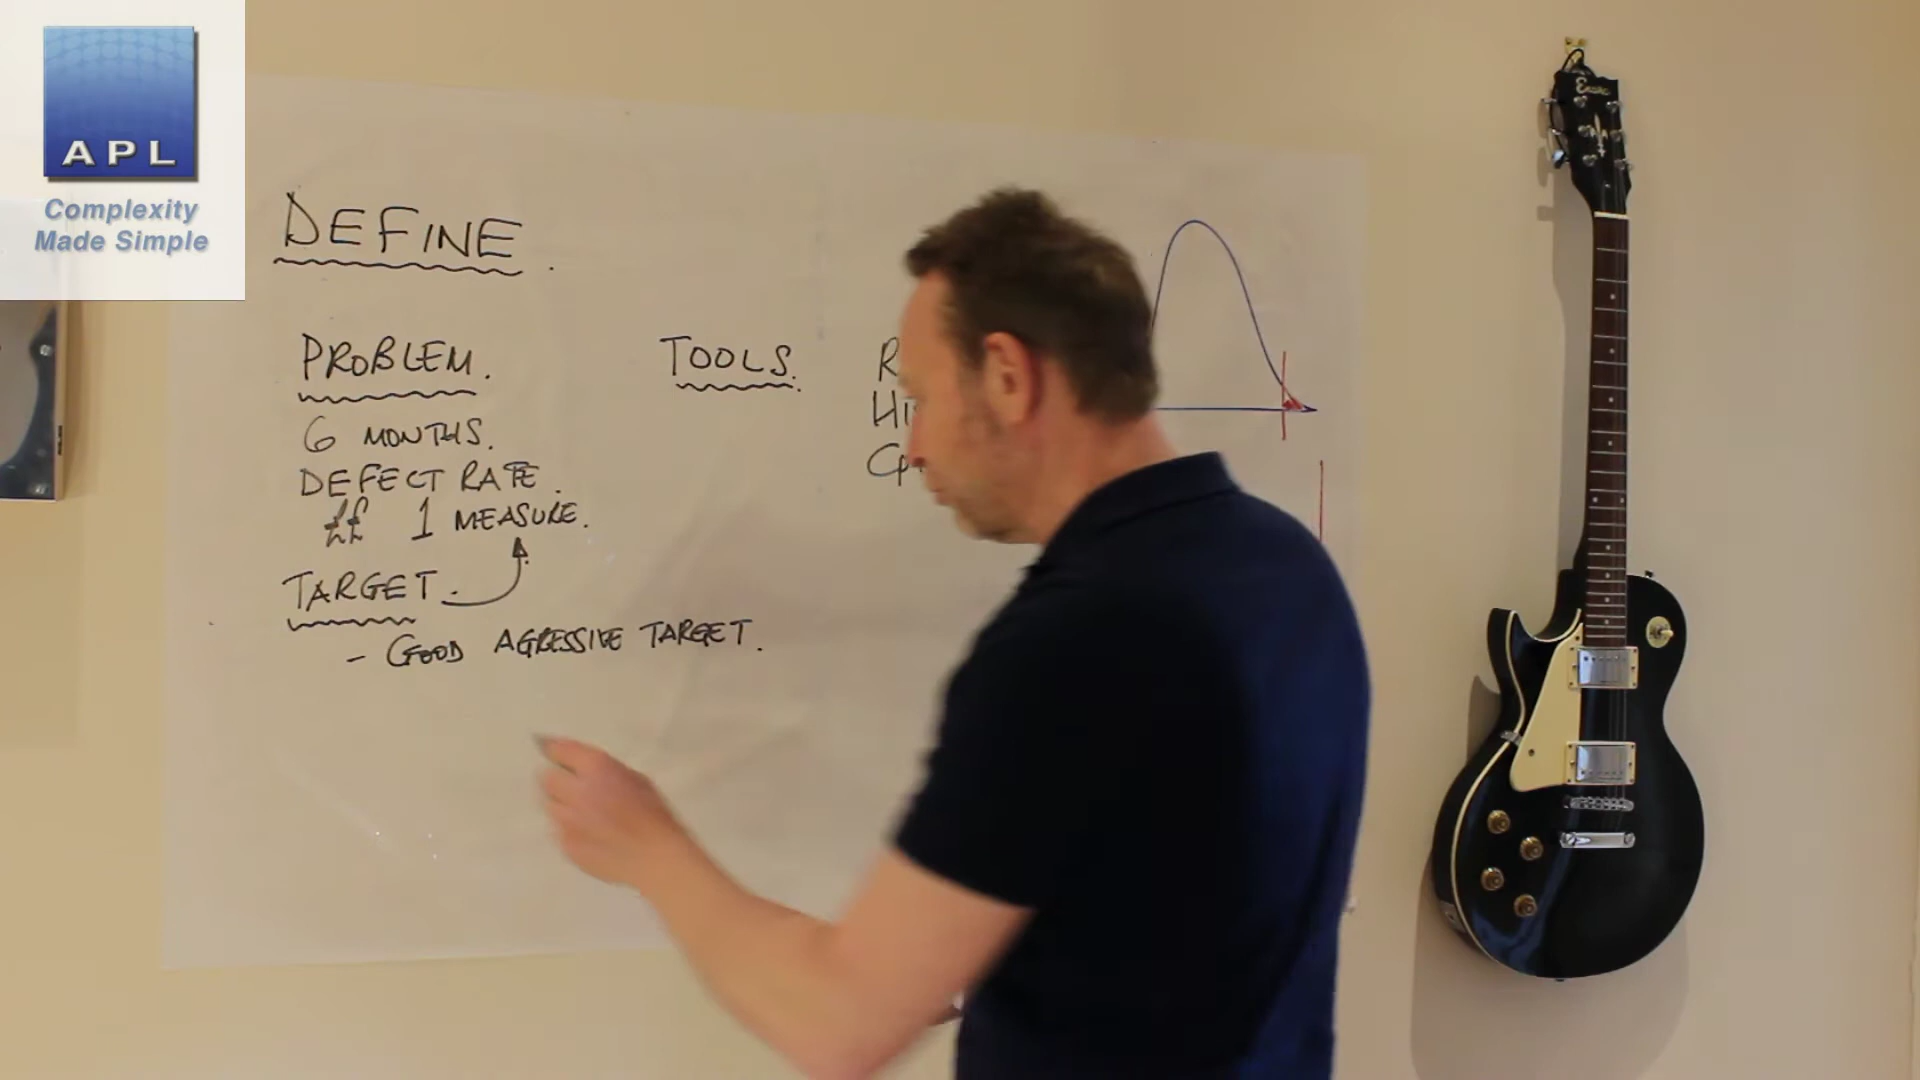 APL
Complexity
Made Simple
DEFINE.
PROBLEM.
6 MONTHS.
DEFECT RATE.
££ 1 MEASURE.
TARGET.
- GOOD AGRESSIVE TARGET.
TOOLS.